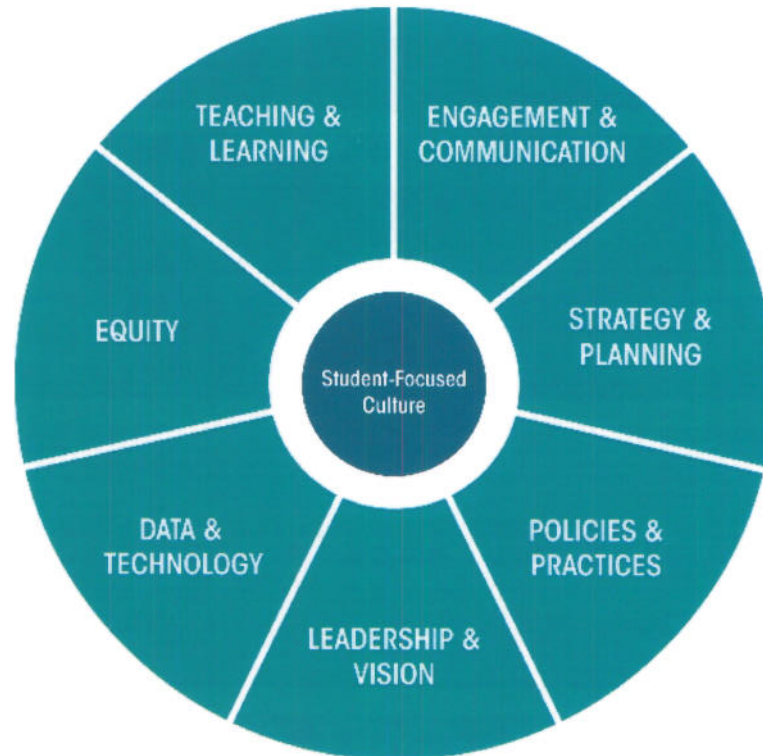 TEACHING &
LEARNING
ENGAGEMENT &
COMMUNICATION
STRATEGY &
PLANNING
POLICIES &
PRACTICES
LEADERSHIP &
VISION
DATA &
TECHNOLOGY
EQUITY
Student-Focused
Culture